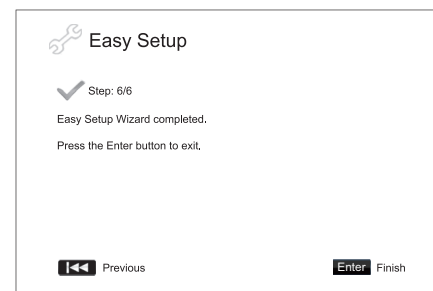 Easy Setup
Step: 6/6
Easy Setup Wizard completed.
Press the Enter button to exit.
Previous
Enter Finish